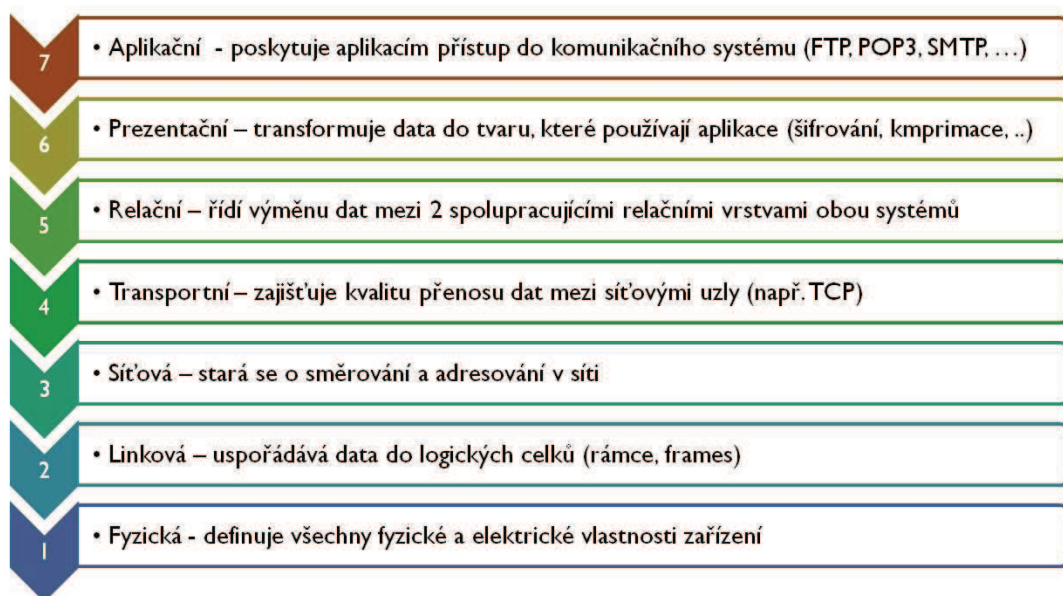 7
• Aplikační - poskytuje aplikacím přístup do komunikačního systému (FTP, POP3, SMTP, …)
6
• Prezentační – transformuje data do tvaru, které používají aplikace (šifrování, kmprimace, ..)
5
• Relační – řídí výměnu dat mezi 2 spolupracujícími relačními vrstvami obou systémů
4
• Transportní – zajišťuje kvalitu přenosu dat mezi síťovými uzly (např. TCP)
3
• Síťová – stará se o směrování a adresování v síti
2
• Linková – uspořádává data do logických celků (rámce, frames)
1
• Fyzická - definuje všechny fyzické a elektrické vlastnosti zařízení